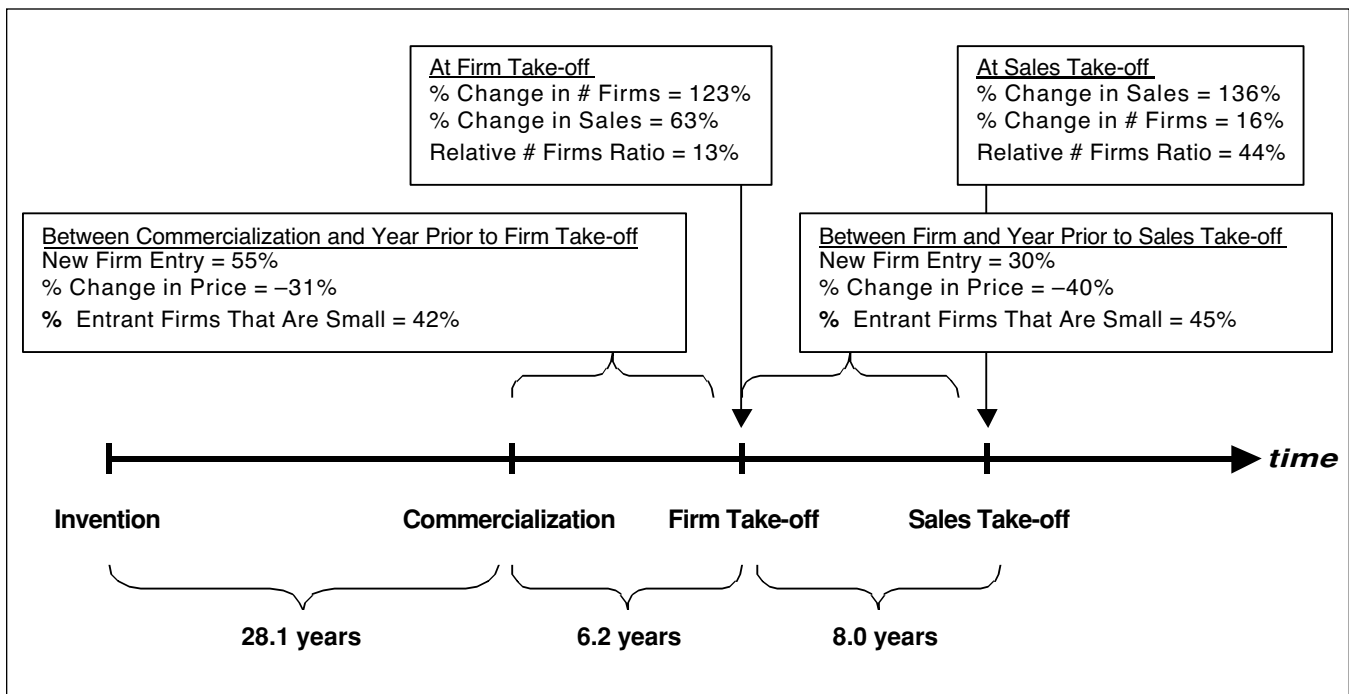 At Firm Take-off
% Change in # Firms = 123%
% Change in Sales = 63%
Relative # Firms Ratio = 13%
At Sales Take-off
% Change in Sales = 136%
% Change in # Firms = 16%
Relative # Firms Ratio = 44%
Between Commercialization and Year Prior to Firm Take-off
New Firm Entry = 55%
% Change in Price = –31%
% Entrant Firms That Are Small = 42%
Between Firm and Year Prior to Sales Take-off
New Firm Entry = 30%
% Change in Price = –40%
% Entrant Firms That Are Small = 45%
time
Invention
Commercialization
Firm Take-off
Sales Take-off
28.1 years
6.2 years
8.0 years